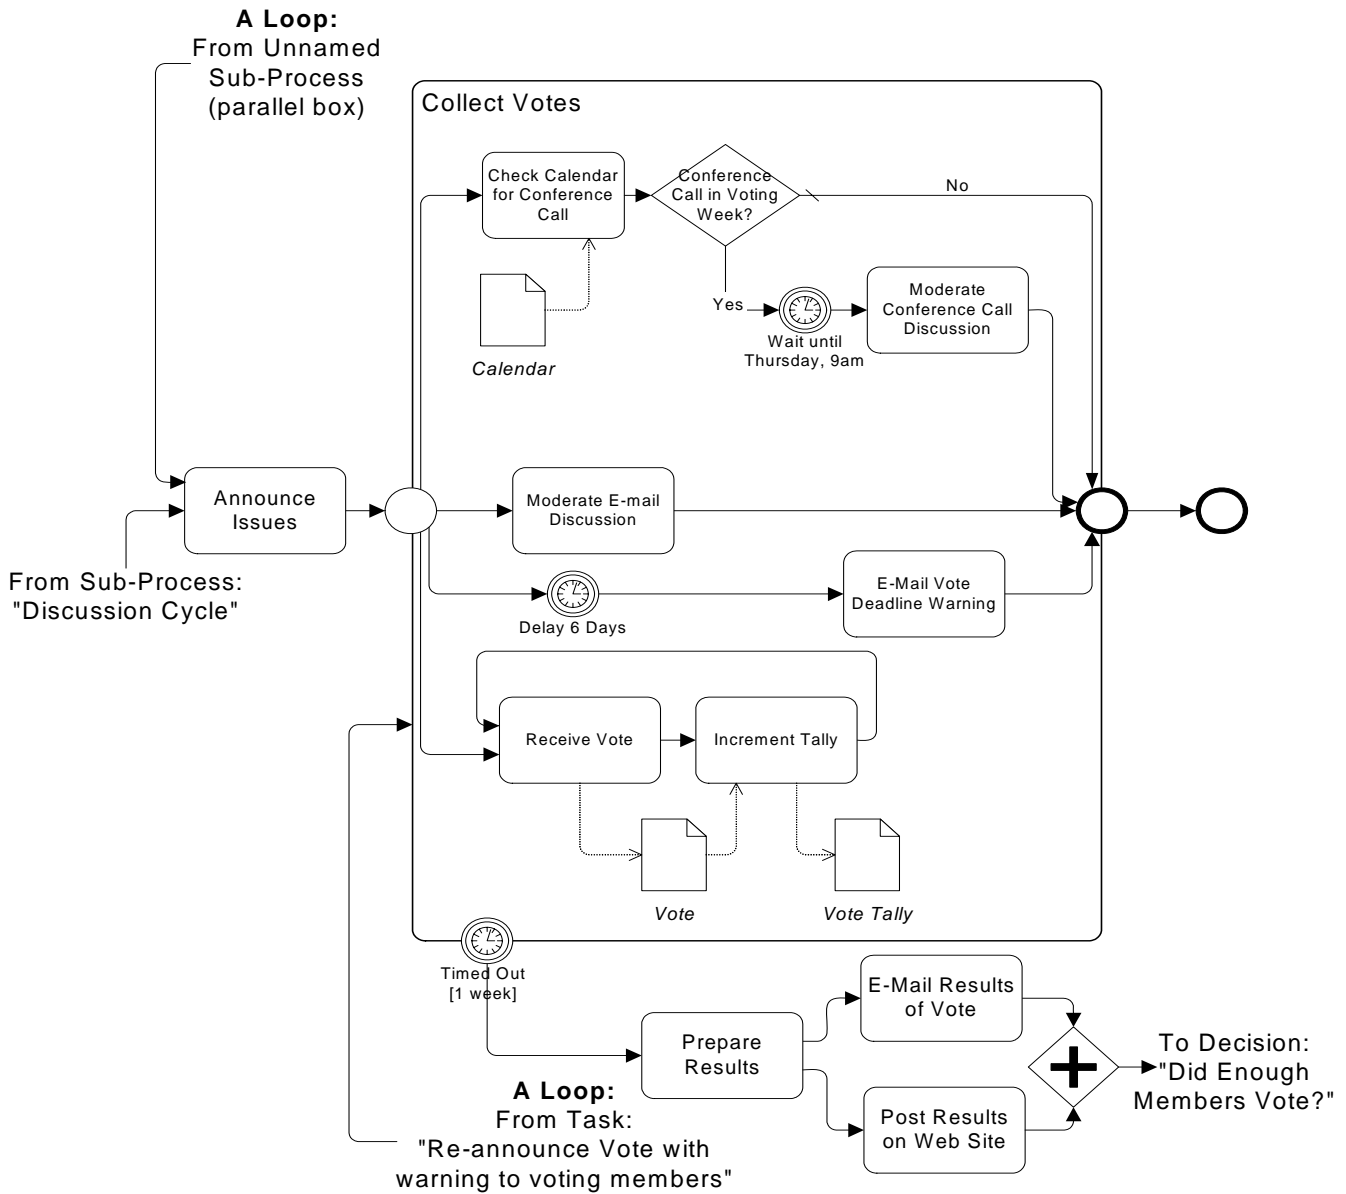 A Loop:
From Unnamed
Sub-Process
(parallel box)
Collect Votes
Check Calendar
for Conference
Call
Conference
Call in Voting
Week?
No
Yes
Calendar
Wait until
Thursday, 9am
Moderate
Conference Call
Discussion
Announce
Issues
From Sub-Process:
"Discussion Cycle"
Moderate E-mail
Discussion
Delay 6 Days
E-Mail Vote
Deadline Warning
Receive Vote
Increment Tally
Vote
Vote Tally
Timed Out
[1 week]
A Loop:
From Task:
"Re-announce Vote with
warning to voting members"
Prepare
Results
E-Mail Results
of Vote
Post Results
on Web Site
To Decision:
"Did Enough
Members Vote?"